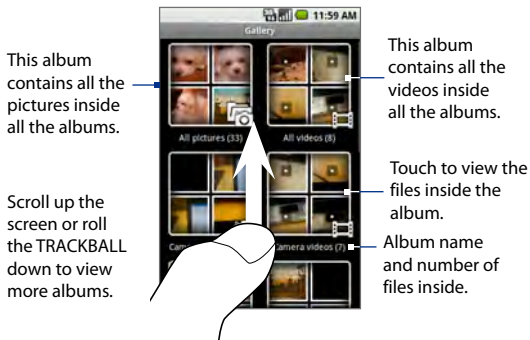 11:59 AM
Gallery
This album
contains all the
pictures inside
all the albums.
This album
contains all the
videos inside
all the albums.
All pictures (33)
All videos (8)
Touch to view the
files inside the
album.
Scroll up the
screen or roll
the TRACKBALL
down to view
more albums.
Camera videos (7)
Album name
and number of
files inside.